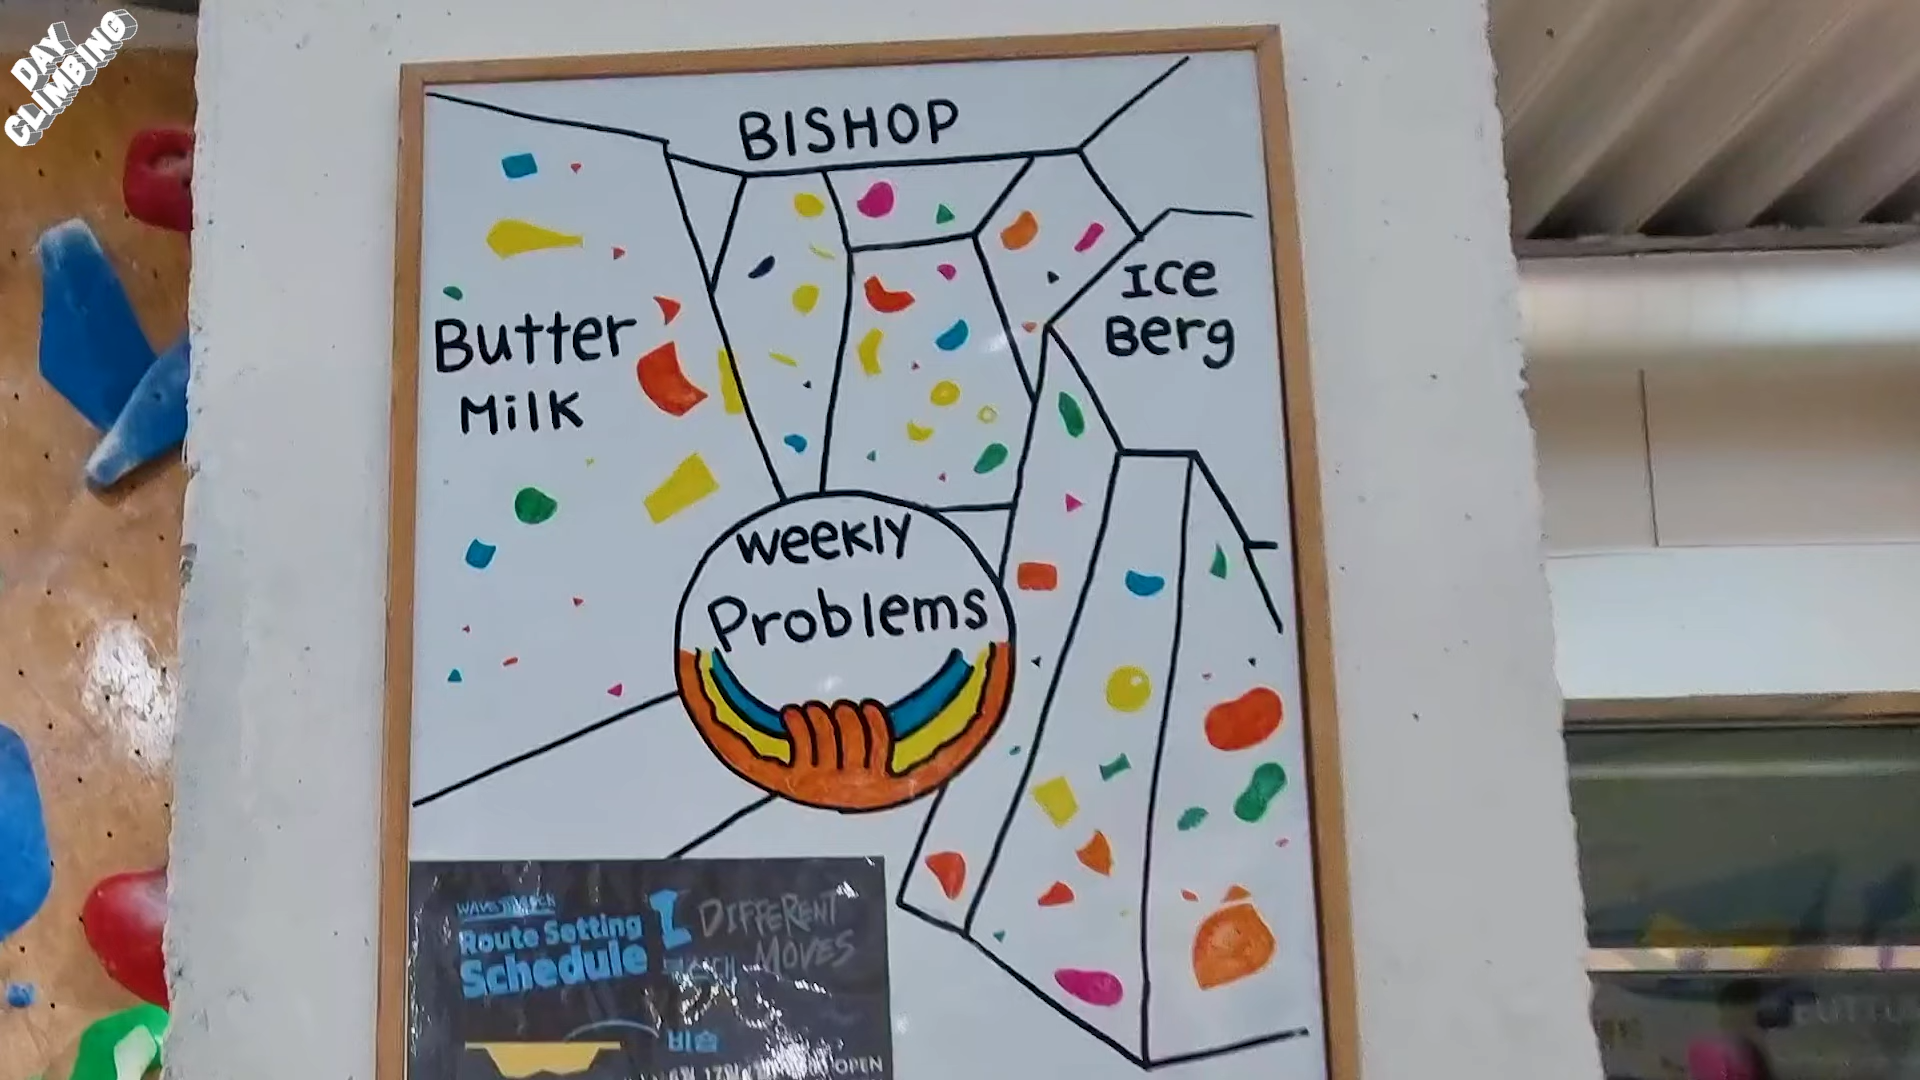 DAY
CLIMBING
BISHOP
Ice
Berg
Butter
Milk
Weekly
Problems
Route Setting
Schedule
DIFFERENT
MOVES
비숍
OPEN